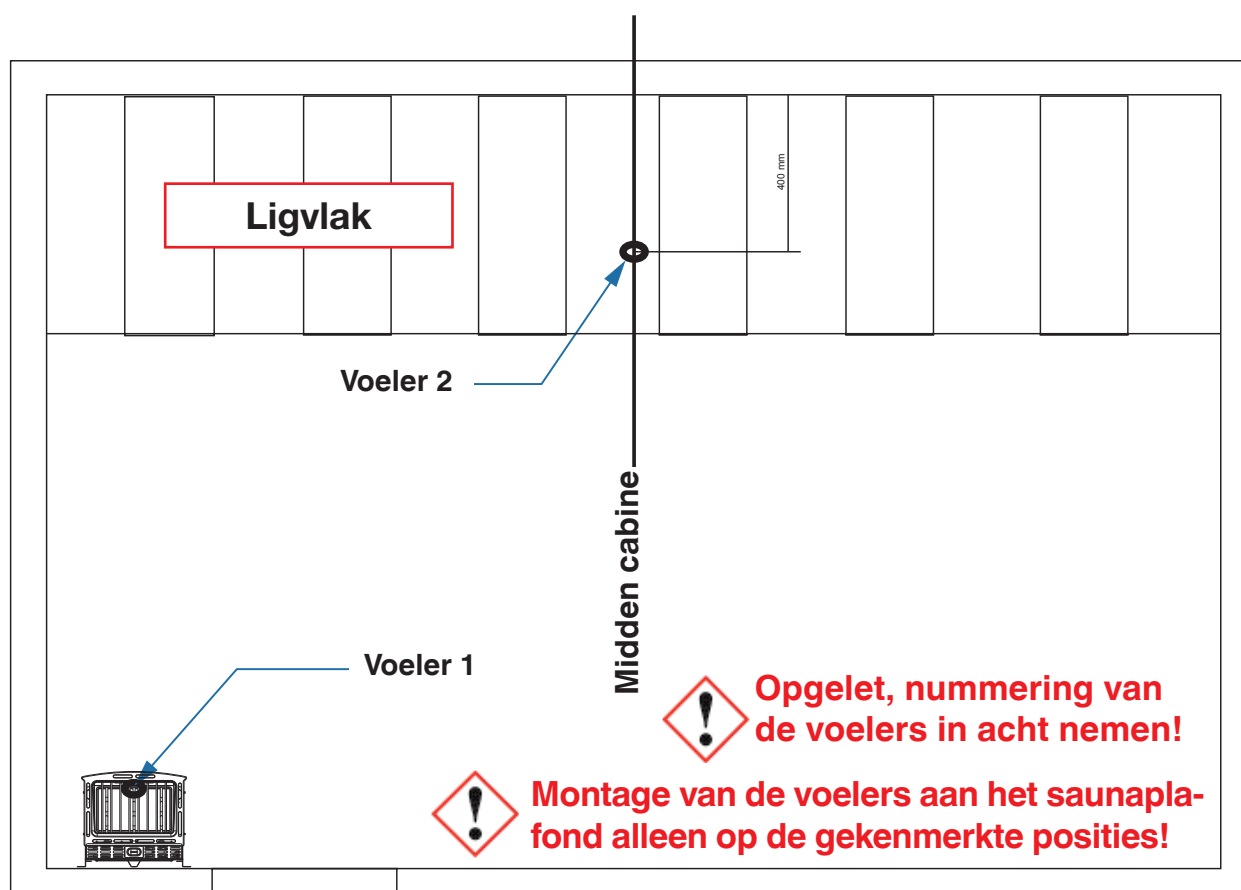 400 mm
Ligvlak
Voeler 2
Midden cabine
Voeler 1
Opgelet, nummering van
de voelers in acht nemen!
Montage van de voelers aan het saunapla-
fond alleen op de gekenmerkte posities!